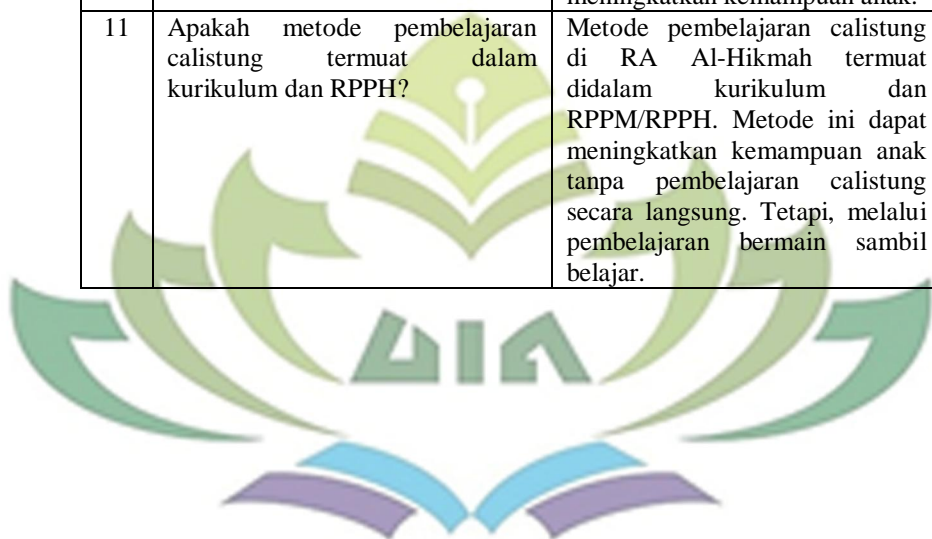 meningkatkan kemampuan anak.
11 Apakah metode pembelajaran calistung termuat dalam kurikulum dan RPPH?
Metode pembelajaran calistung
di RA Al-Hikmah termuat
didalam kurikulum dan
RPPM/RPPH. Metode ini dapat
meningkatkan kemampuan anak
tanpa pembelajaran calistung
secara langsung. Tetapi, melalui
pembelajaran bermain sambil
belajar.